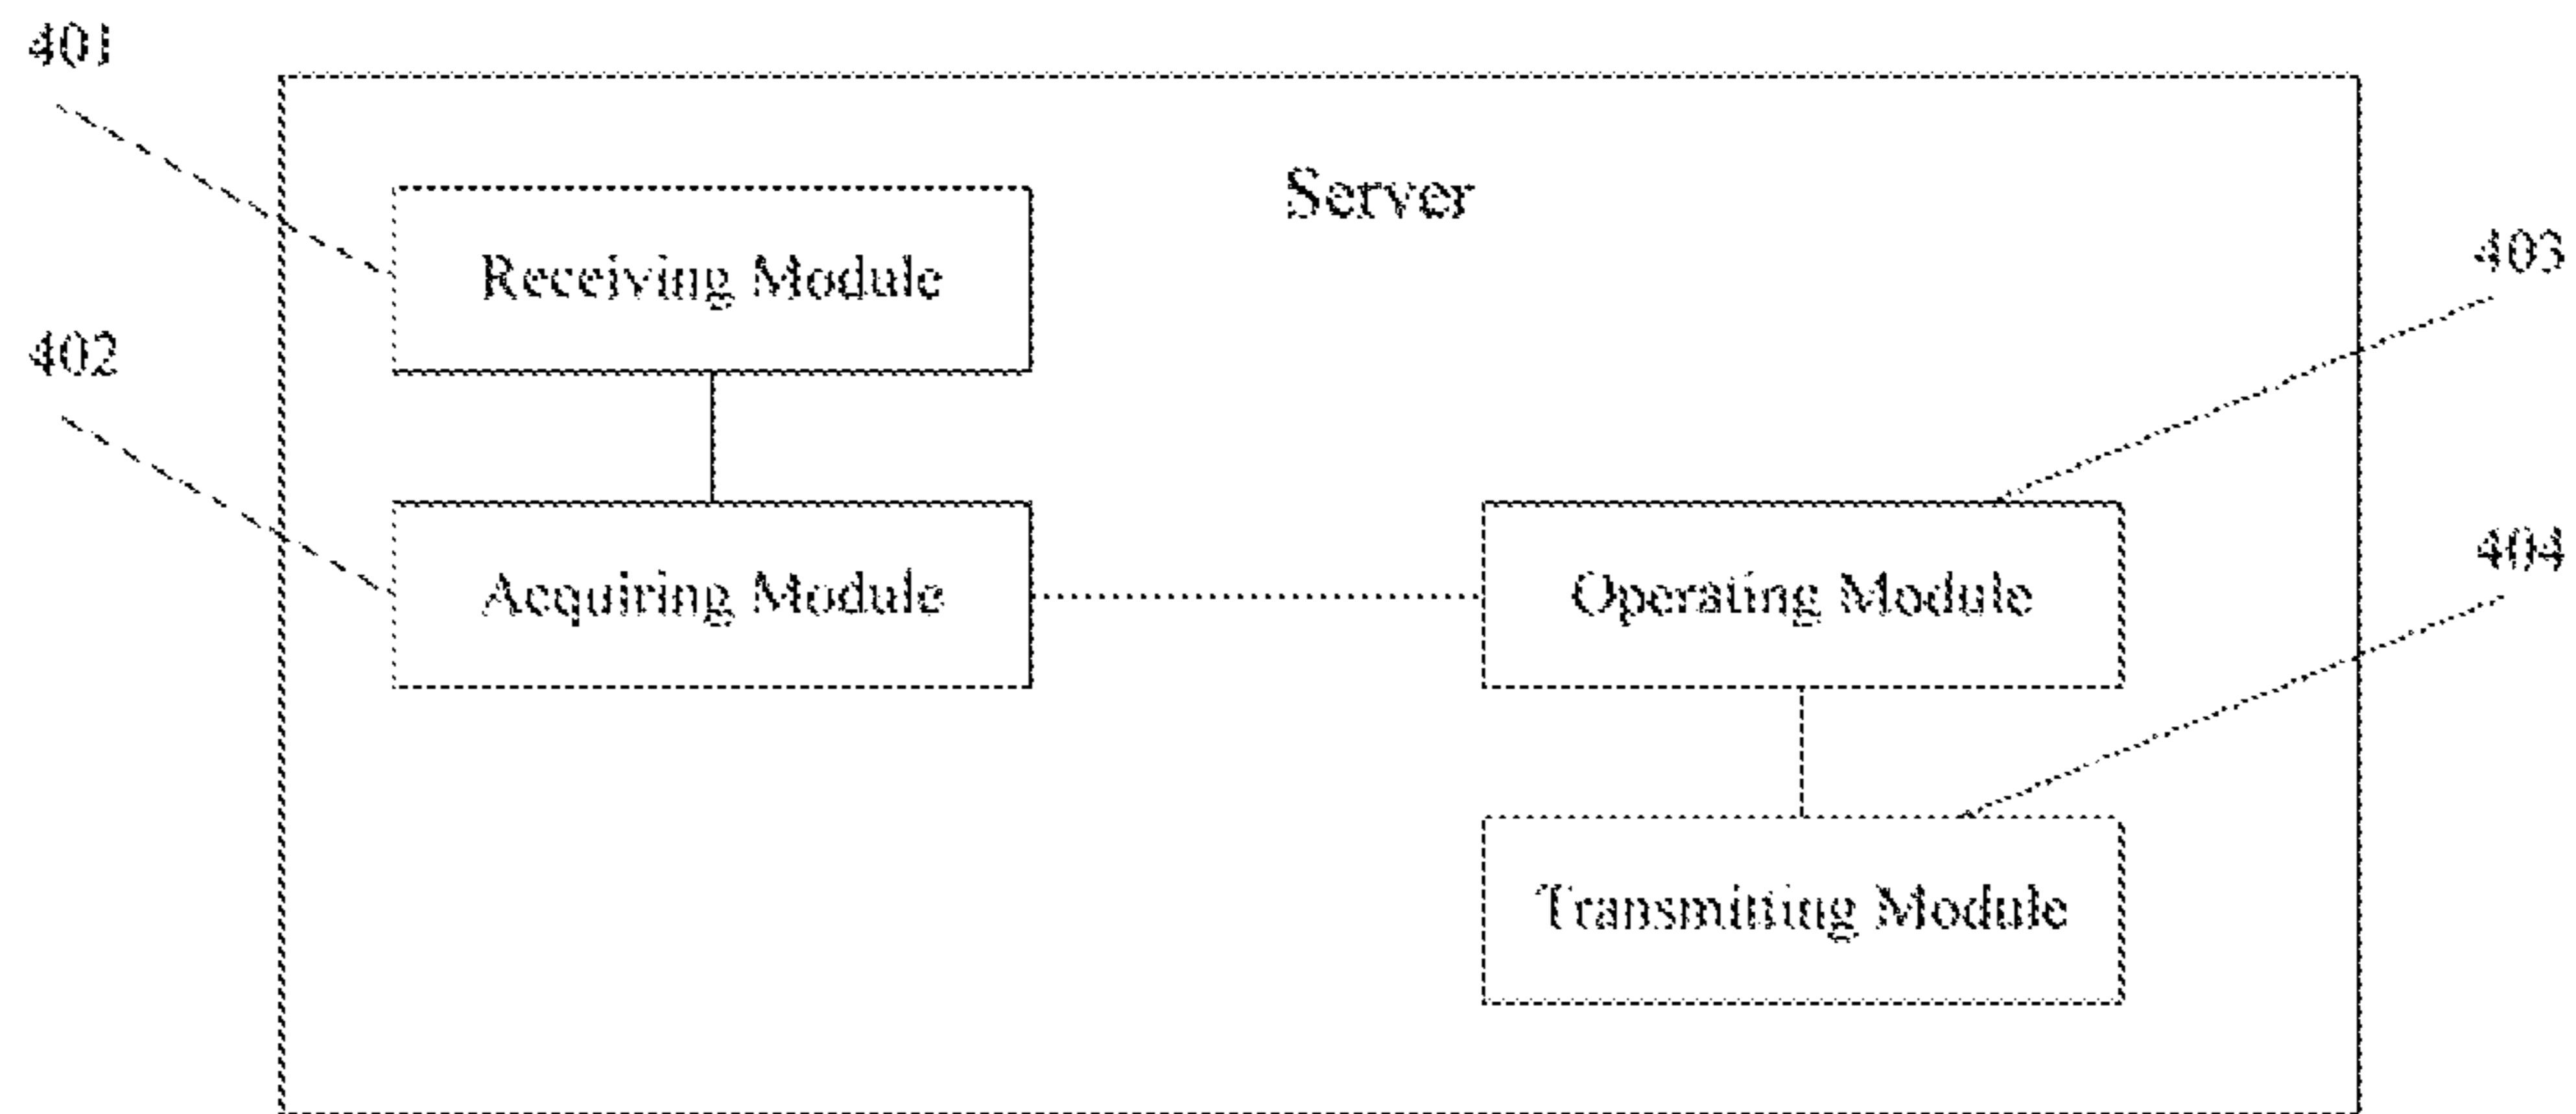 401
Server
Receiving Module
403
402
Acquiring Module
Operating Module
404
Transmitting Module